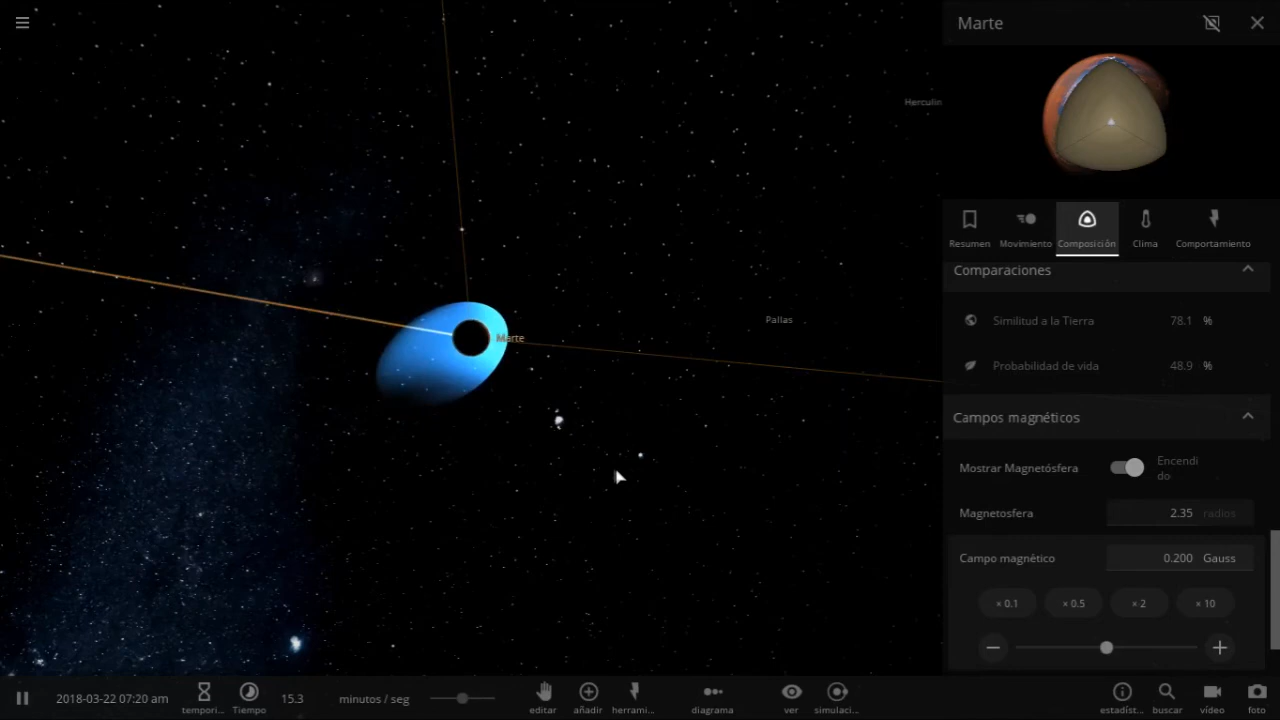 Marte
Herculin
Resumen Movimiento Composición Clima Comportamiento
Comparaciones
Similitud a la Tierra 78.1 %
Pallas
Marte
Probabilidad de vida 48.9 %
Campos magnéticos
Mostrar Magnetósfera Encendi
do
Magnetosfera 2.35 radios
Campo magnético 0.200 Gauss
× 0.1 × 0.5 × 2 × 10
2018-03-22 07:20 am 15.3 minutos / seg
tempori... Tiempo editar añadir herrami... diagrama ver simulaci... estadíst... buscar vídeo foto